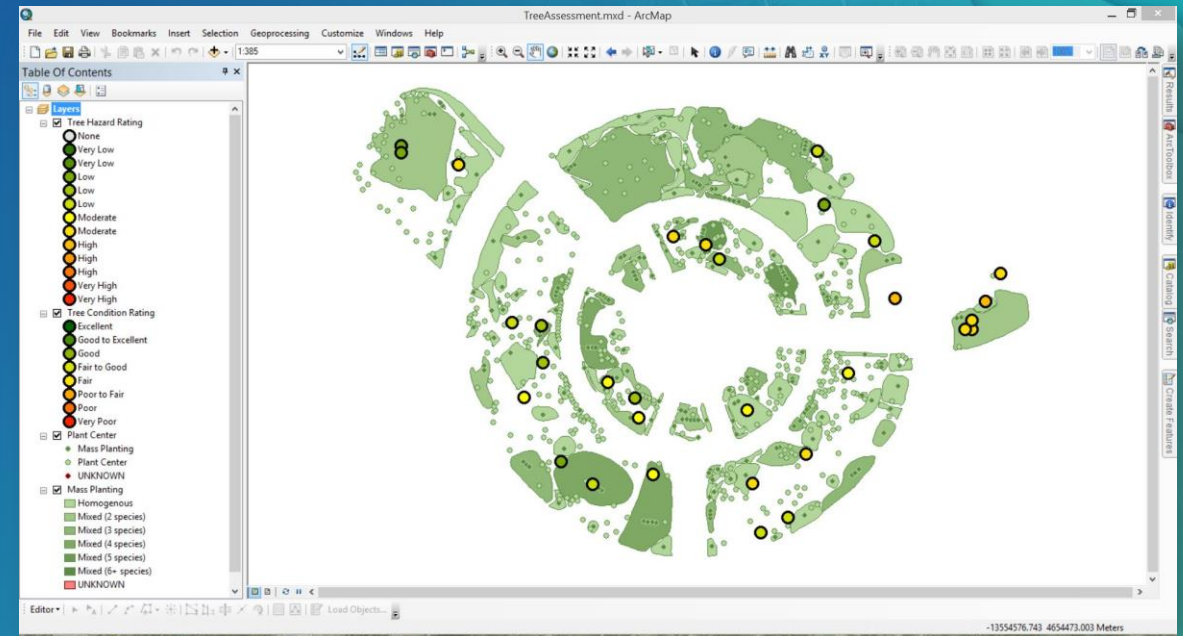 TreeAssessment.mxd - ArcMap
File Edit View Bookmarks Insert Selection Geoprocessing Customize Windows Help
1:385
Table Of Contents
Layers
Tree Hazard Rating
None
Very Low
Very Low
Low
Low
Low
Moderate
Moderate
High
High
High
Very High
Very High
Tree Condition Rating
Excellent
Good to Excellent
Good
Fair to Good
Fair
Poor to Fair
Poor
Very Poor
Plant Center
Mass Planting
Plant Center
UNKNOWN
Mass Planting
Homogenous
Mixed (2 species)
Mixed (3 species)
Mixed (4 species)
Mixed (5 species)
Mixed (6+ species)
UNKNOWN
Results
ArcToolbox
Identify
Catalog
Search
Create Features
Editor
Load Objects...
-13554576.743 4654473.003 Meters